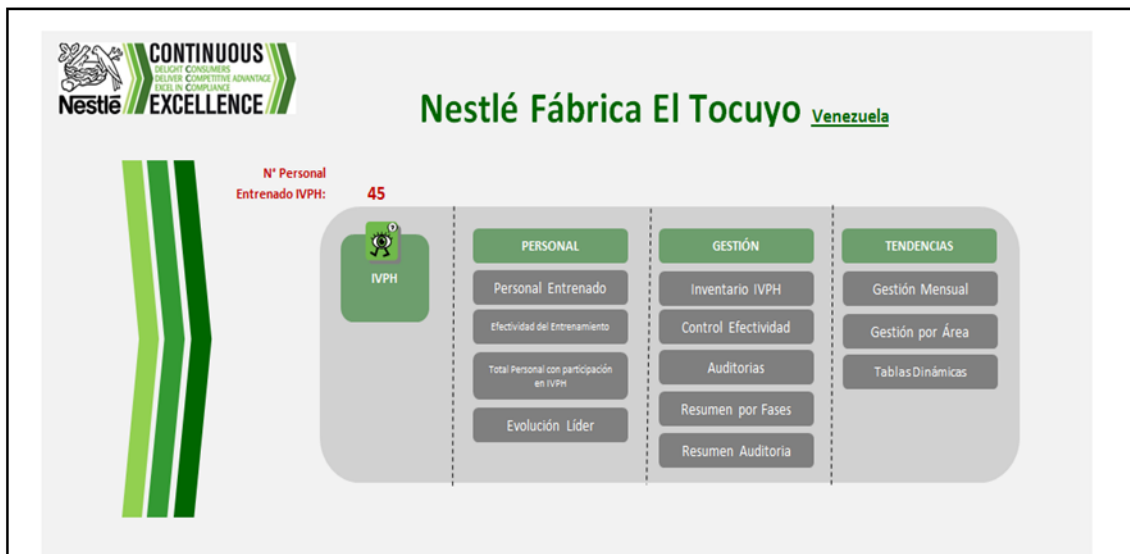 Nestlé
CONTINUOUS
DELIGHT CONSUMERS
DELIVER COMPETITIVE ADVANTAGE
EXCEL IN COMPLIANCE
EXCELLENCE
Nestlé Fábrica El Tocuyo Venezuela
N° Personal
Entrenado IVPH: 45
IVPH
PERSONAL
Personal Entrenado
Efectividad del Entrenamiento
Total Personal con participación
en IVPH
Evolución Líder
GESTIÓN
Inventario IVPH
Control Efectividad
Auditorias
Resumen por Fases
Resumen Auditoria
TENDENCIAS
Gestión Mensual
Gestión por Área
Tablas Dinámicas